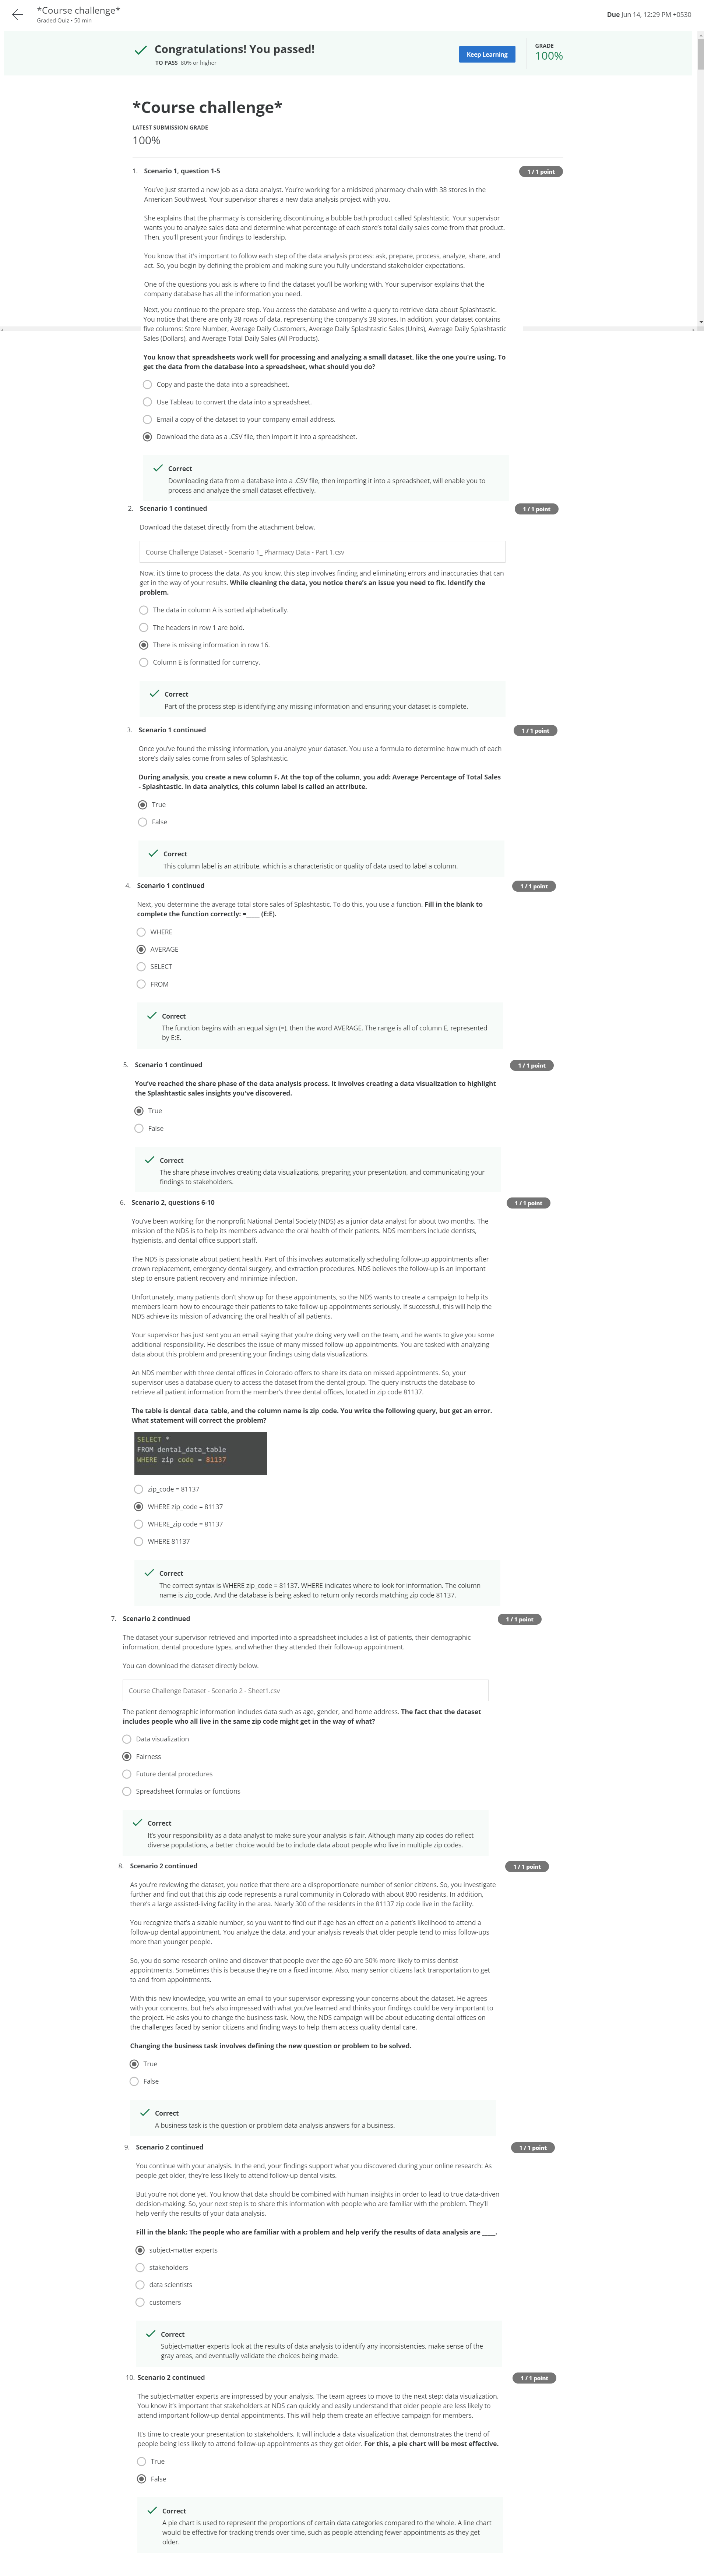 *Course challenge*
Graded Quiz • 50 min
Due Jun 14, 12:29 PM +0530
Congratulations! You passed!
TO PASS 80% or higher
Keep Learning
GRADE
100%
*Course challenge*
LATEST SUBMISSION GRADE
100%
1. Scenario 1, question 1-5
1 / 1 point
You've just started a new job as a data analyst. You're working for a midsized pharmacy chain with 38 stores in the
American Southwest. Your supervisor shares a new data analysis project with you.
She explains that the pharmacy is considering discontinuing a bubble bath product called Splashtastic. Your supervisor
wants you to analyze sales data and determine what percentage of each store's total daily sales come from that product.
Then, you'll present your findings to leadership.
You know that it's important to follow each step of the data analysis process: ask, prepare, process, analyze, share, and
act. So, you begin by defining the problem and making sure you fully understand stakeholder expectations.
One of the questions you ask is where to find the dataset you'll be working with. Your supervisor explains that the
company database has all the information you need.
Next, you continue to the prepare step. You access the database and write a query to retrieve data about Splashtastic.
You notice that there are only 38 rows of data, representing the company's 38 stores. In addition, your dataset contains
five columns: Store Number, Average Daily Customers, Average Daily Splashtastic Sales (Units), Average Daily Splashtastic
Sales (Dollars), and Average Total Daily Sales (All Products).
You know that spreadsheets work well for processing and analyzing a small dataset, like the one you're using. To
get the data from the database into a spreadsheet, what should you do?
Copy and paste the data into a spreadsheet.
Use Tableau to convert the data into a spreadsheet.
Email a copy of the dataset to your company email address.
Download the data as a .CSV file, then import it into a spreadsheet.
Correct
Downloading data from a database into a .CSV file, then importing it into a spreadsheet, will enable you to
process and analyze the small dataset effectively.
2. Scenario 1 continued
1 / 1 point
Download the dataset directly from the attachment below.
Course Challenge Dataset - Scenario 1_ Pharmacy Data - Part 1.csv
Now, it's time to process the data. As you know, this step involves finding and eliminating errors and inaccuracies that can
get in the way of your results. While cleaning the data, you notice there's an issue you need to fix. Identify the
problem.
The data in column A is sorted alphabetically.
The headers in row 1 are bold.
There is missing information in row 16.
Column E is formatted for currency.
Correct
Part of the process step is identifying any missing information and ensuring your dataset is complete.
3. Scenario 1 continued
1 / 1 point
Once you've found the missing information, you analyze your dataset. You use a formula to determine how much of each
store's daily sales come from sales of Splashtastic.
During analysis, you create a new column F. At the top of the column, you add: Average Percentage of Total Sales
- Splashtastic. In data analytics, this column label is called an attribute.
True
False
Correct
This column label is an attribute, which is a characteristic or quality of data used to label a column.
4. Scenario 1 continued
1 / 1 point
Next, you determine the average total store sales of Splashtastic. To do this, you use a function. Fill in the blank to
complete the function correctly: =____ (E:E).
WHERE
AVERAGE
SELECT
FROM
Correct
The function begins with an equal sign (=), then the word AVERAGE. The range is all of column E, represented
by E:E.
5. Scenario 1 continued
1 / 1 point
You've reached the share phase of the data analysis process. It involves creating a data visualization to highlight
the Splashtastic sales insights you've discovered.
True
False
Correct
The share phase involves creating data visualizations, preparing your presentation, and communicating your
findings to stakeholders.
6. Scenario 2, questions 6-10
1 / 1 point
You've been working for the nonprofit National Dental Society (NDS) as a junior data analyst for about two months. The
mission of the NDS is to help its members advance the oral health of their patients. NDS members include dentists,
hygienists, and dental office support staff.
The NDS is passionate about patient health. Part of this involves automatically scheduling follow-up appointments after
crown replacement, emergency dental surgery, and extraction procedures. NDS believes the follow-up is an important
step to ensure patient recovery and minimize infection.
Unfortunately, many patients don't show up for these appointments, so the NDS wants to create a campaign to help its
members learn how to encourage their patients to take follow-up appointments seriously. If successful, this will help the
NDS achieve its mission of advancing the oral health of all patients.
Your supervisor has just sent you an email saying that you're doing very well on the team, and he wants to give you some
additional responsibility. He describes the issue of many missed follow-up appointments. You are tasked with analyzing
data about this problem and presenting your findings using data visualizations.
An NDS member with three dental offices in Colorado offers to share its data on missed appointments. So, your
supervisor uses a database query to access the dataset from the dental group. The query instructs the database to
retrieve all patient information from the member's three dental offices, located in zip code 81137.
The table is dental_data_table, and the column name is zip_code. You write the following query, but get an error.
What statement will correct the problem?
SELECT *
FROM dental_data_table
WHERE zip code = 81137
zip_code = 81137
WHERE zip_code = 81137
WHERE_zip code = 81137
WHERE 81137
Correct
The correct syntax is WHERE zip_code = 81137. WHERE indicates where to look for information. The column
name is zip_code. And the database is being asked to return only records matching zip code 81137.
7. Scenario 2 continued
1 / 1 point
The dataset your supervisor retrieved and imported into a spreadsheet includes a list of patients, their demographic
information, dental procedure types, and whether they attended their follow-up appointment.
You can download the dataset directly below.
Course Challenge Dataset - Scenario 2 - Sheet1.csv
The patient demographic information includes data such as age, gender, and home address. The fact that the dataset
includes people who all live in the same zip code might get in the way of what?
Data visualization
Fairness
Future dental procedures
Spreadsheet formulas or functions
Correct
It's your responsibility as a data analyst to make sure your analysis is fair. Although many zip codes do reflect
diverse populations, a better choice would be to include data about people who live in multiple zip codes.
8. Scenario 2 continued
1 / 1 point
As you're reviewing the dataset, you notice that there are a disproportionate number of senior citizens. So, you investigate
further and find out that this zip code represents a rural community in Colorado with about 800 residents. In addition,
there's a large assisted-living facility in the area. Nearly 300 of the residents in the 81137 zip code live in the facility.
You recognize that's a sizable number, so you want to find out if age has an effect on a patient's likelihood to attend a
follow-up dental appointment. You analyze the data, and your analysis reveals that older people tend to miss follow-ups
more than younger people.
So, you do some research online and discover that people over the age 60 are 50% more likely to miss dentist
appointments. Sometimes this is because they're on a fixed income. Also, many senior citizens lack transportation to get
to and from appointments.
With this new knowledge, you write an email to your supervisor expressing your concerns about the dataset. He agrees
with your concerns, but he's also impressed with what you've learned and thinks your findings could be very important to
the project. He asks you to change the business task. Now, the NDS campaign will be about educating dental offices on
the challenges faced by senior citizens and finding ways to help them access quality dental care.
Changing the business task involves defining the new question or problem to be solved.
True
False
Correct
A business task is the question or problem data analysis answers for a business.
9. Scenario 2 continued
1 / 1 point
You continue with your analysis. In the end, your findings support what you discovered during your online research: As
people get older, they're less likely to attend follow-up dental visits.
But you're not done yet. You know that data should be combined with human insights in order to lead to true data-driven
decision-making. So, your next step is to share this information with people who are familiar with the problem. They'll
help verify the results of your data analysis.
Fill in the blank: The people who are familiar with a problem and help verify the results of data analysis are ____.
subject-matter experts
stakeholders
data scientists
customers
Correct
Subject-matter experts look at the results of data analysis to identify any inconsistencies, make sense of the
gray areas, and eventually validate the choices being made.
10. Scenario 2 continued
1 / 1 point
The subject-matter experts are impressed by your analysis. The team agrees to move to the next step: data visualization.
You know it's important that stakeholders at NDS can quickly and easily understand that older people are less likely to
attend important follow-up dental appointments. This will help them create an effective campaign for members.
It's time to create your presentation to stakeholders. It will include a data visualization that demonstrates the trend of
people being less likely to attend follow-up appointments as they get older. For this, a pie chart will be most effective.
True
False
Correct
A pie chart is used to represent the proportions of certain data categories compared to the whole. A line chart
would be effective for tracking trends over time, such as people attending fewer appointments as they get
older.